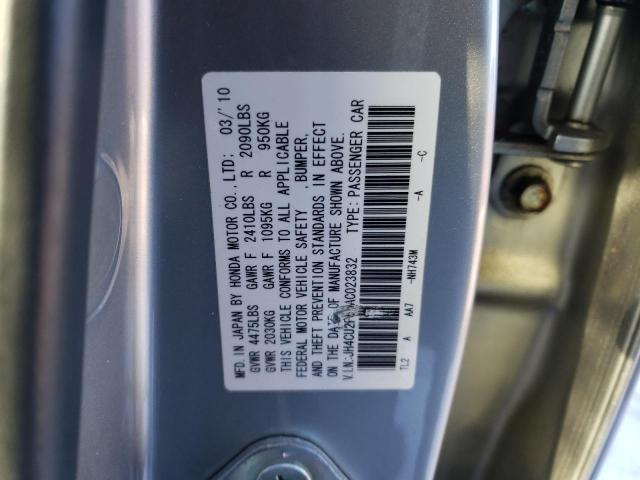 MFD. IN JAPAN BY HONDA MOTOR CO., LTD: 03/'10
GVWR 4475LBS GAWR F 2410LBS R 2090LBS
GVWR 2030KG GAWR F 1095KG R 950KG
THIS VEHICLE CONFORMS TO ALL APPLICABLE
FEDERAL MOTOR VEHICLE SAFETY , BUMPER,
AND THEFT PREVENTION STANDARDS IN EFFECT
ON THE DATE OF MANUFACTURE SHOWN ABOVE.
V.I.N.: TYPE: PASSENGER CAR
TL2 A AA7 -NH743M -A -C